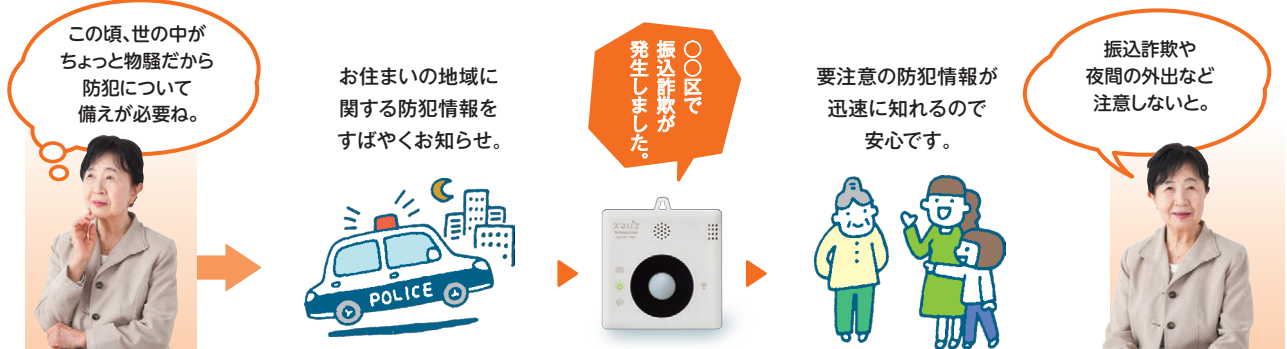 この頃、世の中が
ちょっと物騒だから
防犯について
備えが必要ね。
お住まいの地域に
関する防犯情報を
すばやくお知らせ。
POLICE
〇〇区で
振込詐欺が
発生しました。
要注意の防犯情報が
迅速に知れるので
安心です。
振込詐欺や
夜間の外出など
注意しないと。